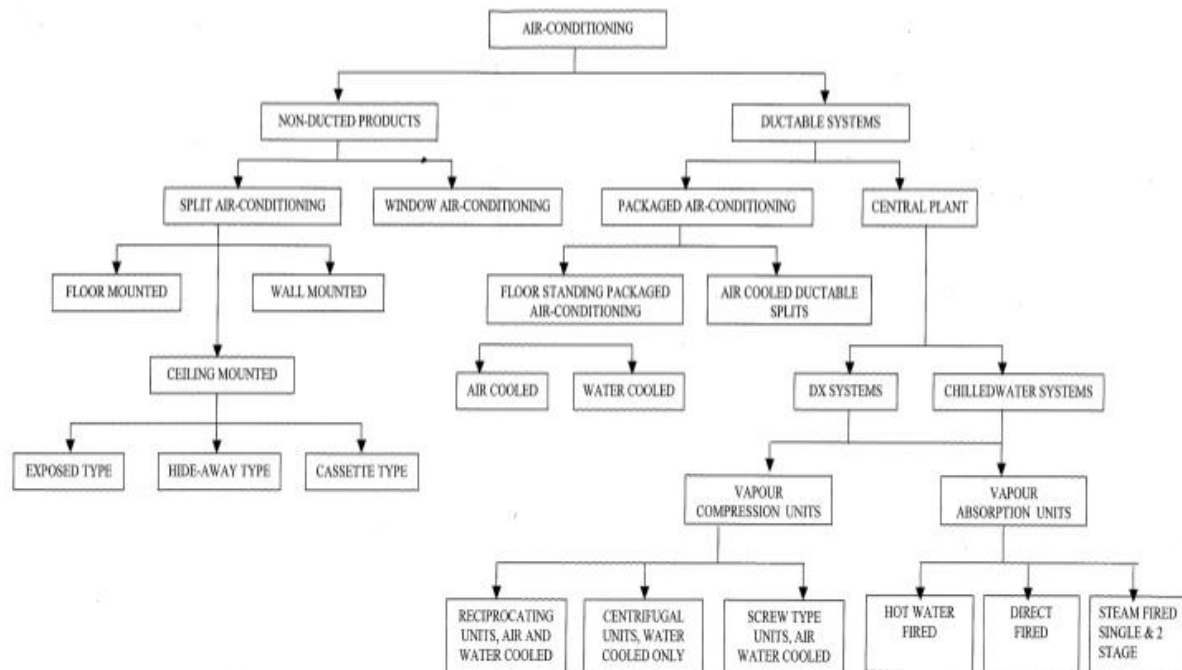 AIR-CONDITIONING
NON-DUCTED PRODUCTS
DUCTABLE SYSTEMS
SPLIT AIR-CONDITIONING
WINDOW AIR-CONDITIONING
PACKAGED AIR-CONDITIONING
CENTRAL PLANT
FLOOR MOUNTED
WALL MOUNTED
FLOOR STANDING PACKAGED
AIR-CONDITIONING
AIR COOLED DUCTABLE
SPLITS
CEILING MOUNTED
AIR COOLED
WATER COOLED
DX SYSTEMS
CHILLEDWATER SYSTEMS
EXPOSED TYPE
HIDE-AWAY TYPE
CASSETTE TYPE
VAPOUR
COMPRESSION UNITS
VAPOUR
ABSORPTION UNITS
RECIPROCATING
UNITS, AIR AND
WATER COOLED
CENTRIFUGAL
UNITS, WATER
COOLED ONLY
SCREW TYPE
UNITS, AIR
WATER COOLED
HOT WATER
FIRED
DIRECT
FIRED
STEAM FIRED
SINGLE & 2
STAGE